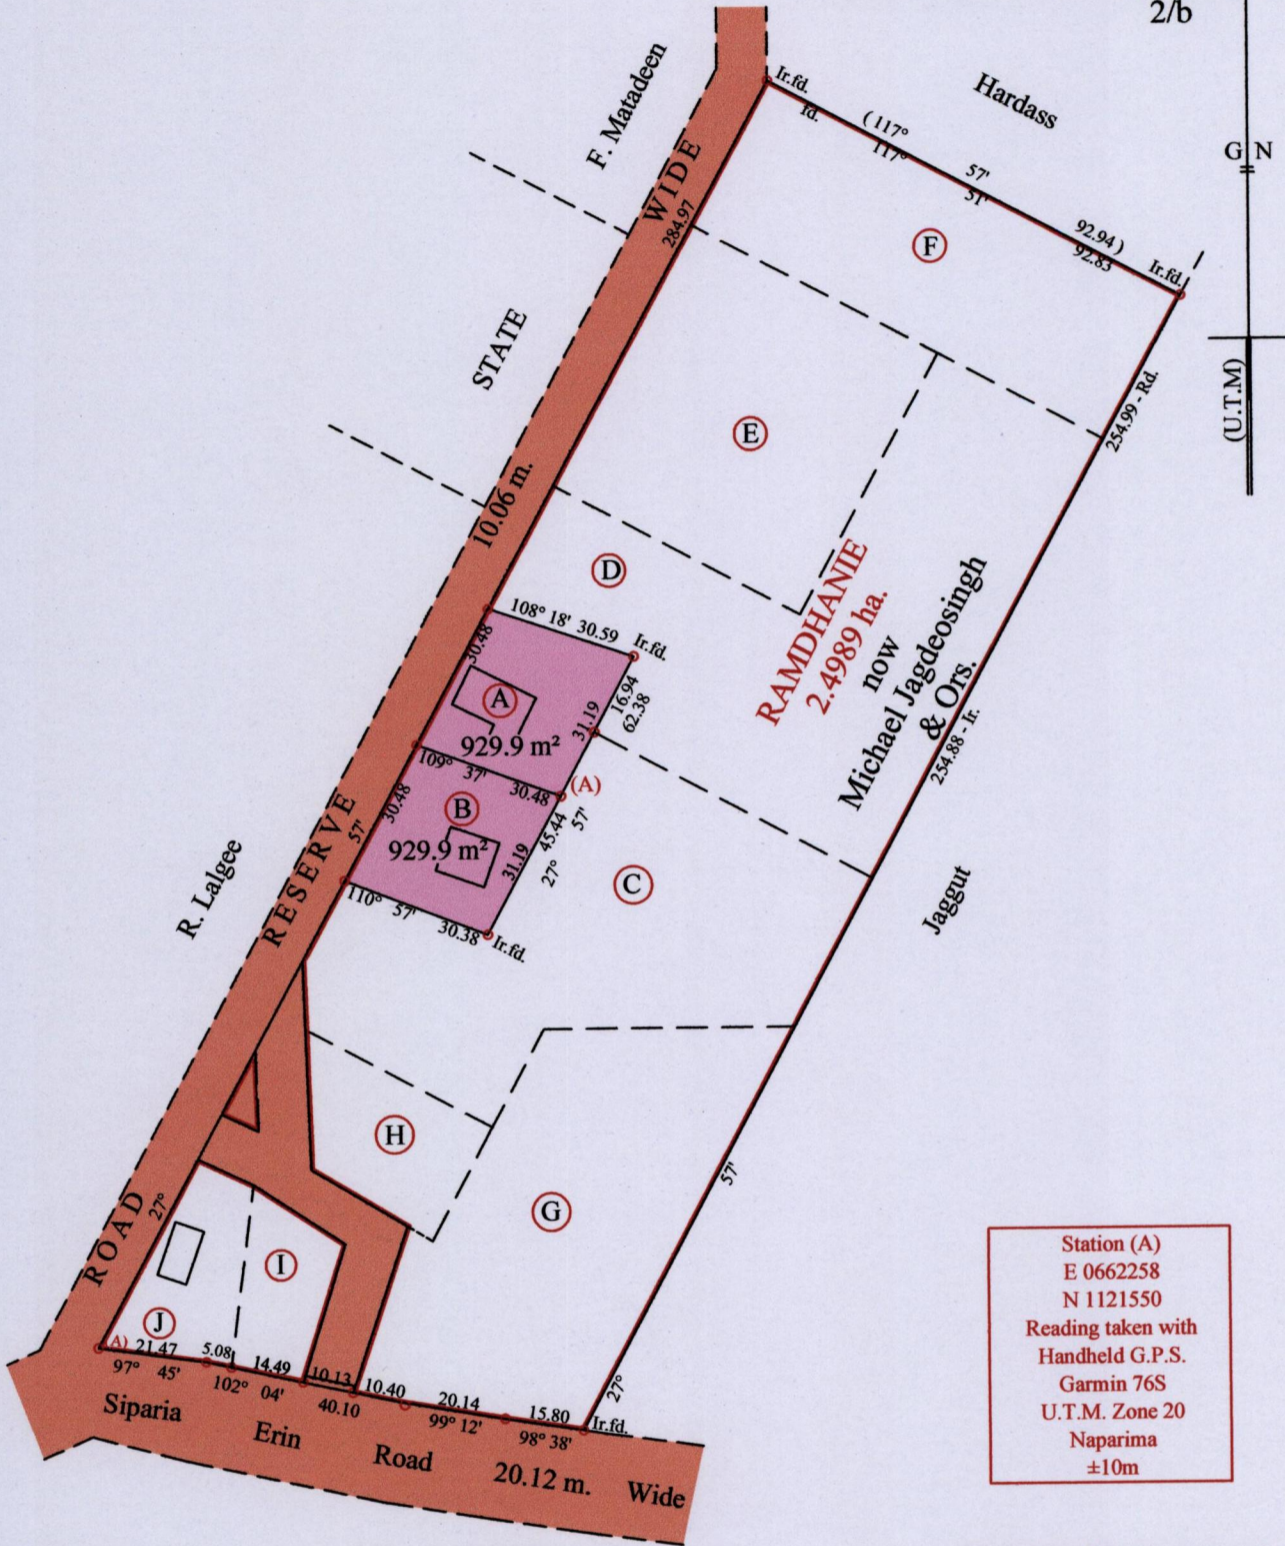 2/b
Ir.fd.
fd.
Hardass
( 117° 57' 92.94 )
117° 51' 92.83
Ir.fd.
G N
(U.T.M)
F. Matadeen
WIDE
284.97
F
STATE
E
254.99 - Rd.
10.06 m.
D
RAMDHANIE
2.4989 ha.
now
Michael Jagdeosingh
& Ors.
108° 18' 30.59
Ir.fd.
30.48
A
929.9 m²
31.19
16.94
62.38
254.88 - Ir.
109° 37' 30.48
(A)
B
929.9 m²
30.48
57'
31.19
45.44
57'
27°
C
R. Lalgee
RESERVE
Jaggut
110° 57' 30.38
Ir.fd.
H
57'
G
ROAD
27°
I
J
A)
21.47
5.08
14.49
10.13
10.40
20.14
15.80
Ir.fd.
27°
97° 45'
102° 04'
40.10
99° 12'
98° 38'
Siparia Erin Road 20.12 m. Wide
Station (A)
E 0662258
N 1121550
Reading taken with
Handheld G.P.S.
Garmin 76S
U.T.M. Zone 20
Naparima
±10m